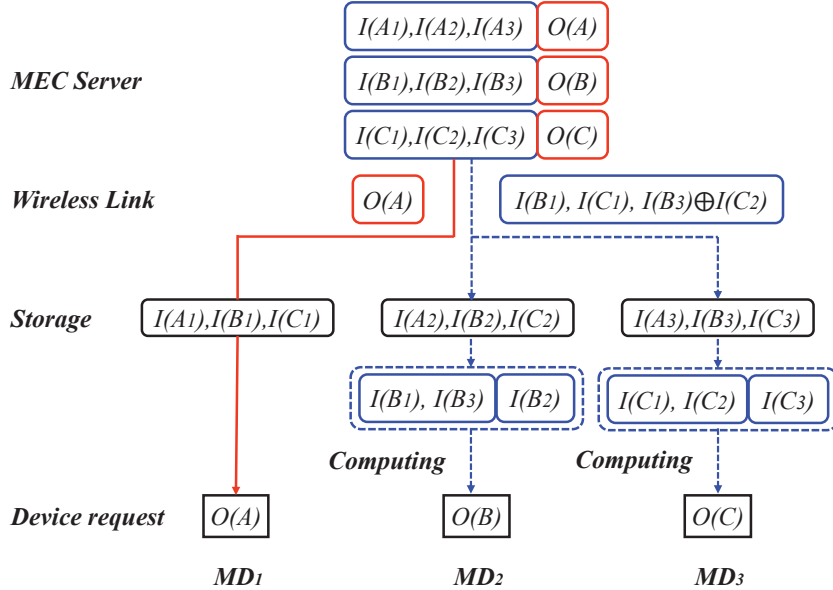 I(A1),I(A2),I(A3) O(A)
MEC Server I(B1),I(B2),I(B3) O(B)
I(C1),I(C2),I(C3) O(C)
Wireless Link O(A) I(B1), I(C1), I(B3)⊕I(C2)
Storage I(A1),I(B1),I(C1) I(A2),I(B2),I(C2) I(A3),I(B3),I(C3)
I(B1), I(B3) I(B2) I(C1), I(C2) I(C3)
Computing Computing
Device request O(A) O(B) O(C)
MD1 MD2 MD3